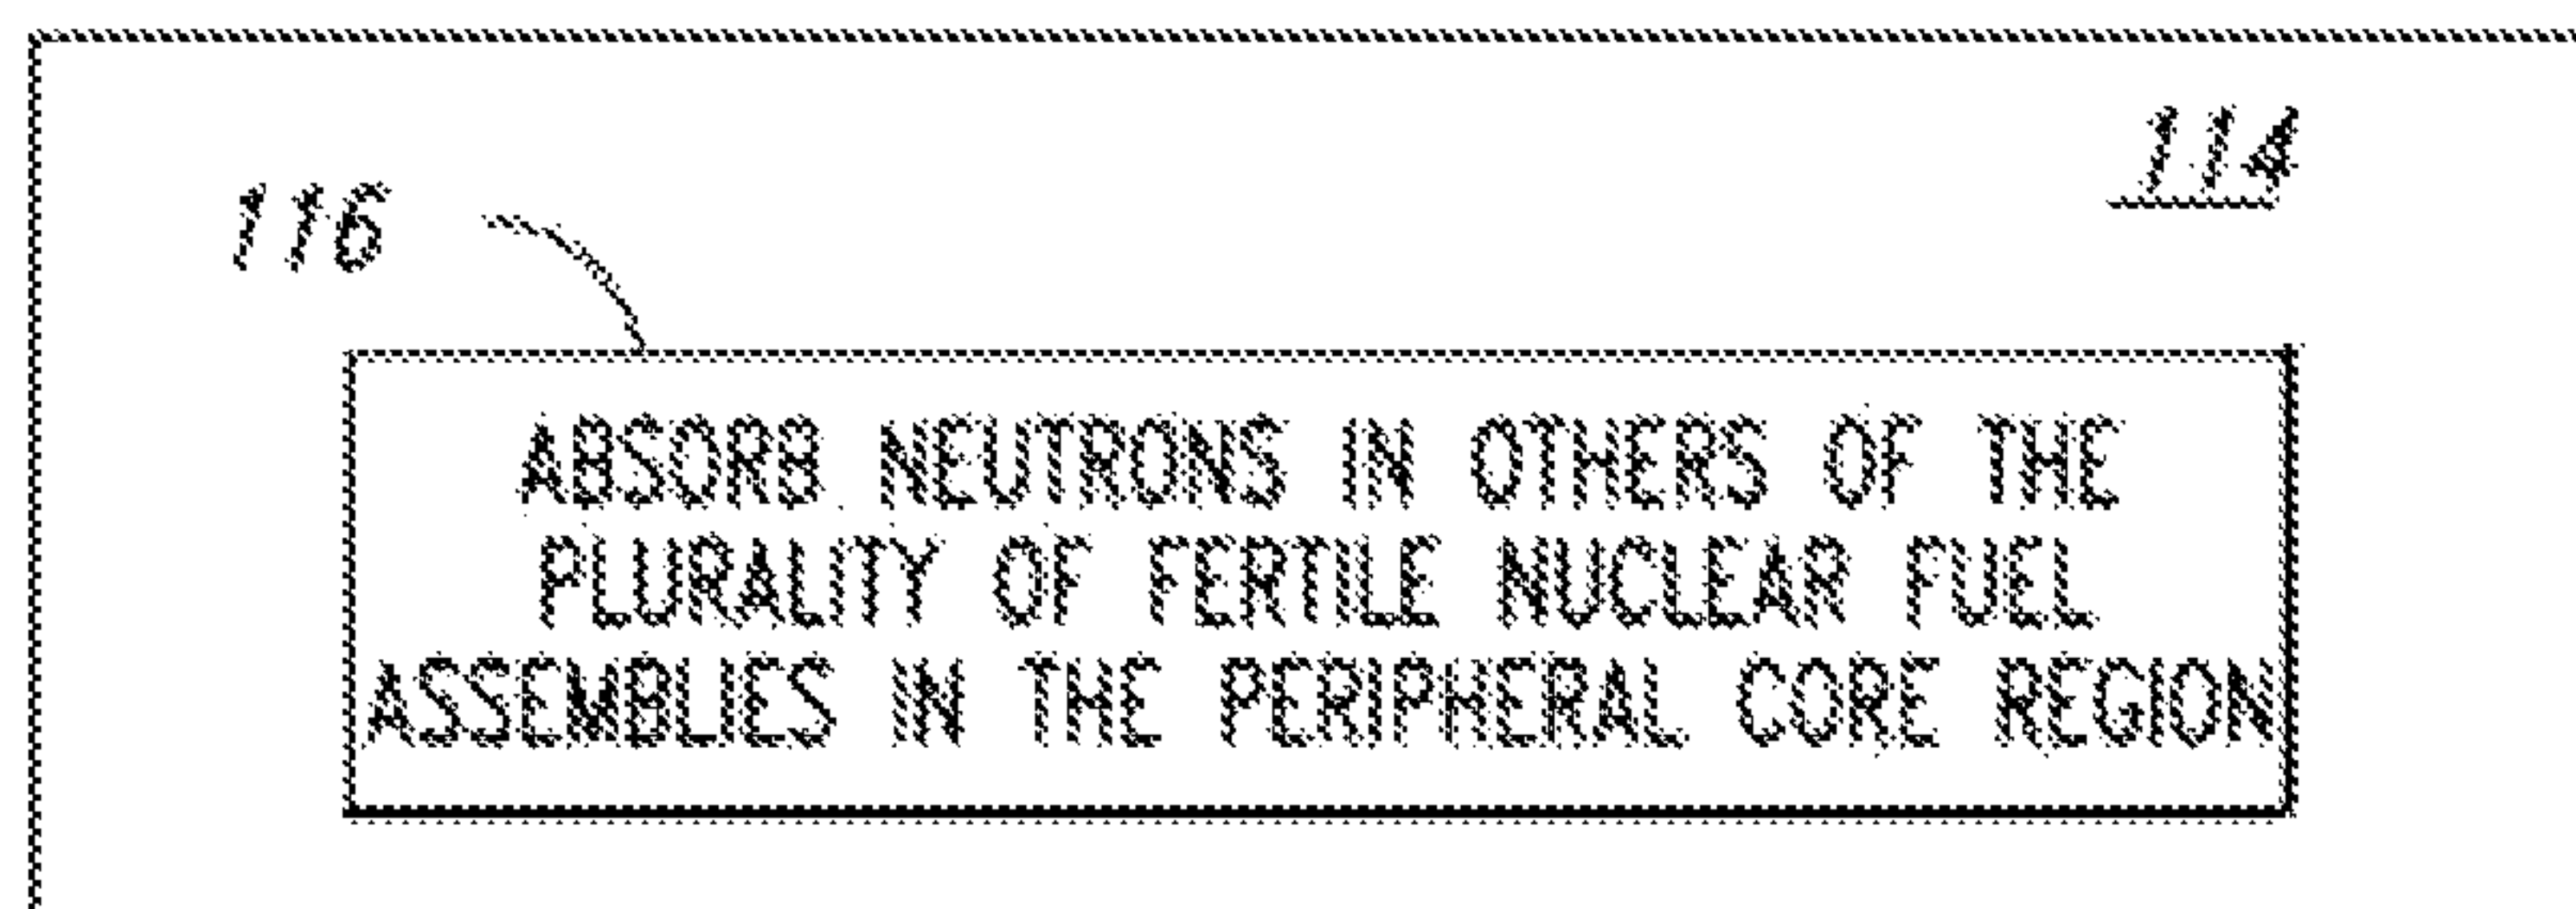 114
116
ABSORB NEUTRONS IN OTHERS OF THE
PLURALITY OF FERTILE NUCLEAR FUEL
ASSEMBLIES IN THE PERIPHERAL CORE REGION